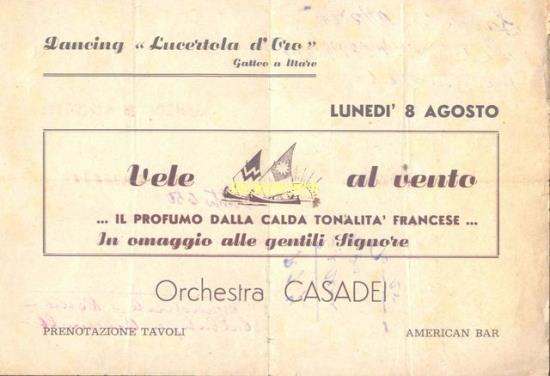 Dancing « Lucertola d'Oro »
Gatteo a Mare
LUNEDI' 8 AGOSTO
Vele al vento
... IL PROFUMO DALLA CALDA TONALITA' FRANCESE ...
In omaggio alle gentili Signore
Orchestra CASADEI
PRENOTAZIONE TAVOLI
AMERICAN BAR